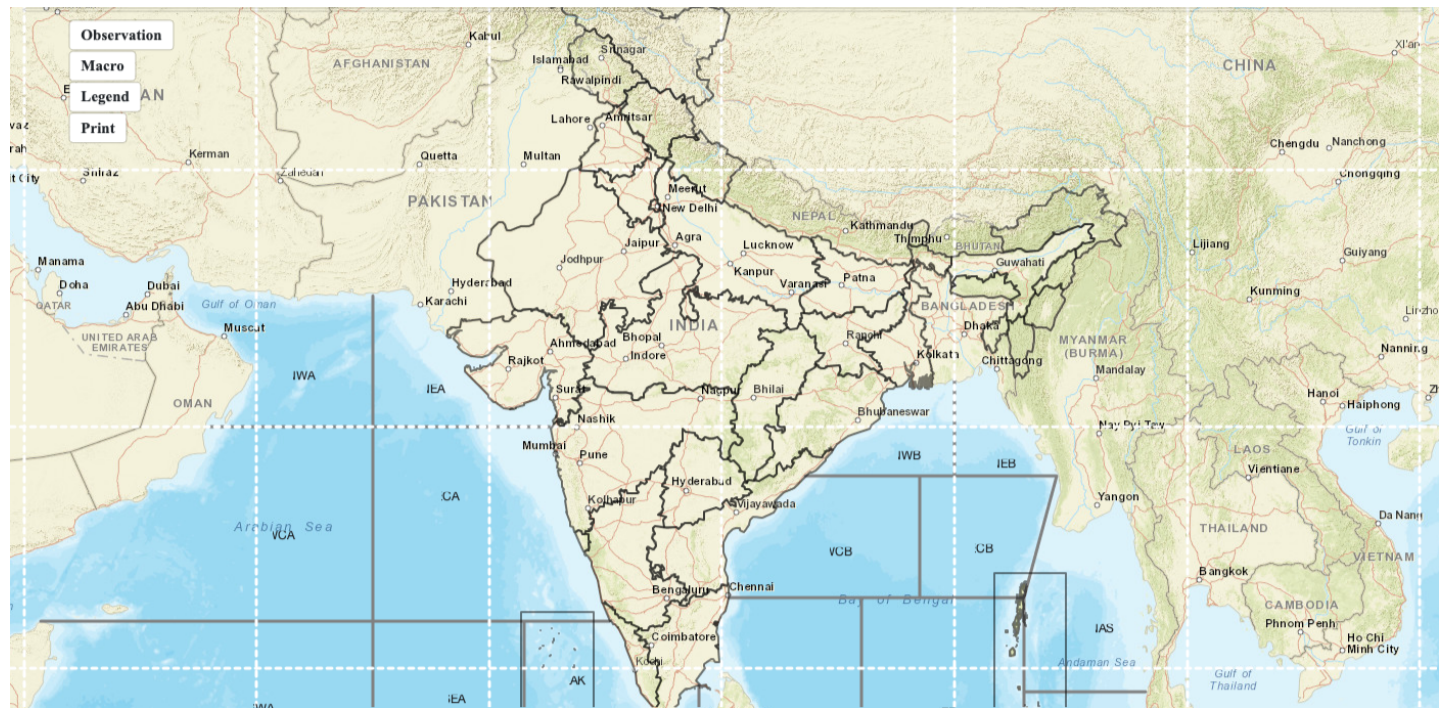 Observation
Macro
Legend
Print
Kabul
AFGHANISTAN
Islamabad
Srinagar
Rawalpindi
Xi'an
CHINA
Lahore
Amritsar
Kerman
Quetta
Multan
Chengdu
Nanchong
Shiraz
Zahedan
Chongqing
t City
PAKISTAN
Meerut
New Delhi
NEPAL
Kathmandu
Thimphu
BHUTAN
Lijiang
Guiyang
Jaipur
Agra
Lucknow
Jodhpur
Kanpur
Guwahati
Manama
Doha
Dubai
QATAR
Abu Dhabi
Gulf of Oman
Hyderabad
Karachi
Varanasi
Patna
BANGLADESH
Kunming
Muscat
UNITED ARAB
EMIRATES
INDIA
Ahmedabad
Bhopal
Indore
Ranchi
Dhaka
Kolkata
Chittagong
MYANMAR
(BURMA)
Mandalay
Rajkot
IWA
IEA
Surat
Nagpur
Bhilai
OMAN
Hanoi
Haiphong
Bhubaneswar
Nashik
Mumbai
Nay Pyi Taw
Gulf of
Tonkin
Pune
IWB
IEB
LAOS
Vientiane
Hyderabad
Kolhapur
Vijayawada
Yangon
Arabian Sea
Da Nang
THAILAND
VIETNAM
Bangkok
Bengaluru
Chennai
Bay of Bengal
CAMBODIA
Phnom Penh
Coimbatore
Kochi
IAS
Andaman Sea
Ho Chi
Minh City
Gulf of
Thailand
AK
IEA